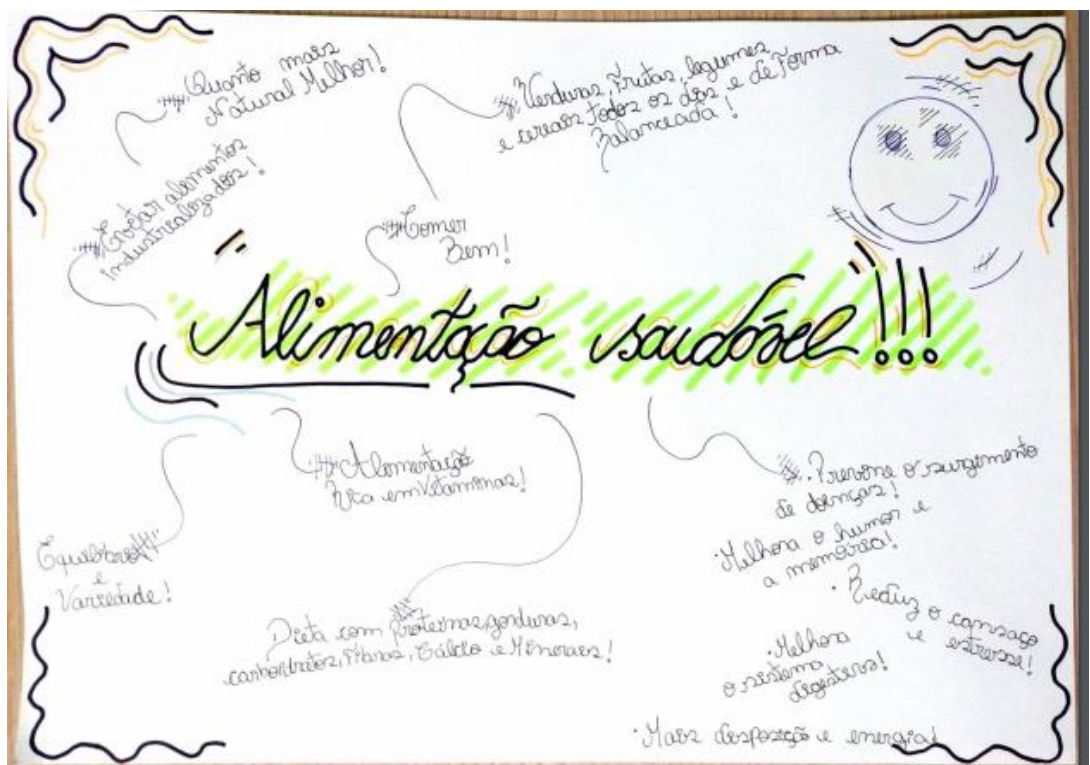 Quanto mais
Natural Melhor!
Verduras, Frutas, legumes
e cereais todos os dias e de Forma
Balanceada!
Evitar alimentos
industrializados!
Comer
Bem!
Alimentação saudável!!!
Alimentação
Rica em Vitaminas!
Equilíbrio
e
Variedade!
Dieta com proteínas, gorduras,
carboidratos, Fibras, Cálcio e Minerais!
• Previne o surgimento
de doenças!
• Melhora o humor e
a memória!
• Reduz o cansaço
e estresse!
• Melhora
o sistema
digestivo!
• Mais disposição e energia!